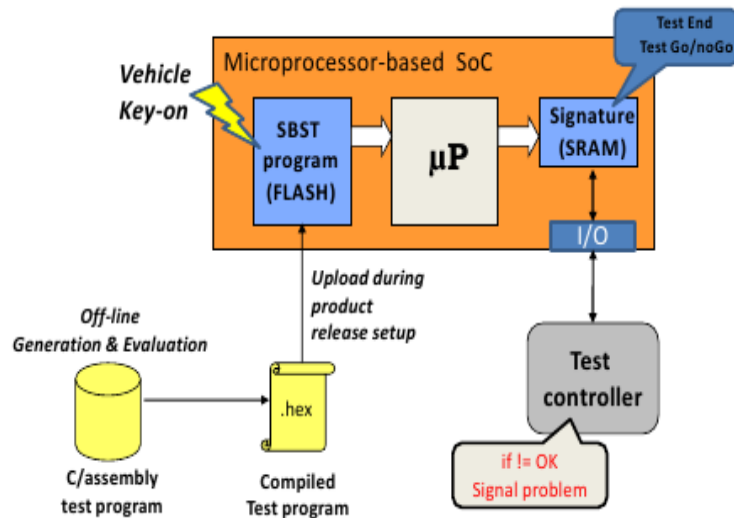 Test End
Test Go/noGo
Microprocessor-based SoC
Vehicle
Key-on
SBST
program
(FLASH)
µP
Signature
(SRAM)
I/O
Upload during
product
release setup
Off-line
Generation & Evaluation
.hex
Test
controller
C/assembly
test program
Compiled
Test program
if != OK
Signal problem